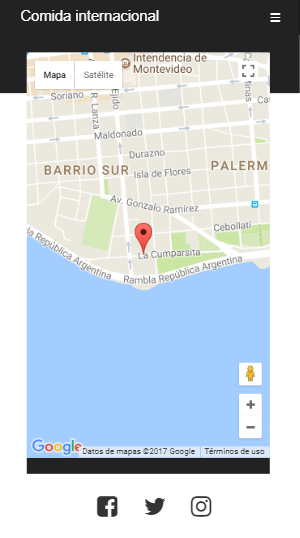 Comida internacional
Intendencia de
Montevideo
Mapa
Satélite
Soriano
Ejido
R. Lanza
Maldonado
Durazno
Isla de Flores
BARRIO SUR
PALERM
Av. Gonzalo Ramírez
Cebollatí
La Cumparsita
Rambla República Argentina
República Argentina
Google
Datos de mapas ©2017 Google
Términos de uso